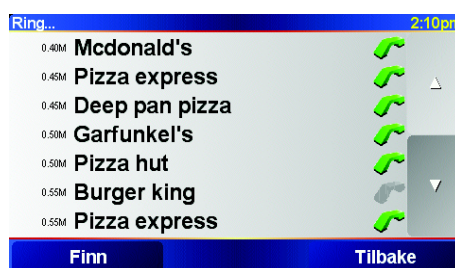 Ring... 2:10pm
0.40M Mcdonald's
0.45M Pizza express
0.45M Deep pan pizza
0.50M Garfunkel's
0.50M Pizza hut
0.55M Burger king
0.55M Pizza express
Finn Tilbake